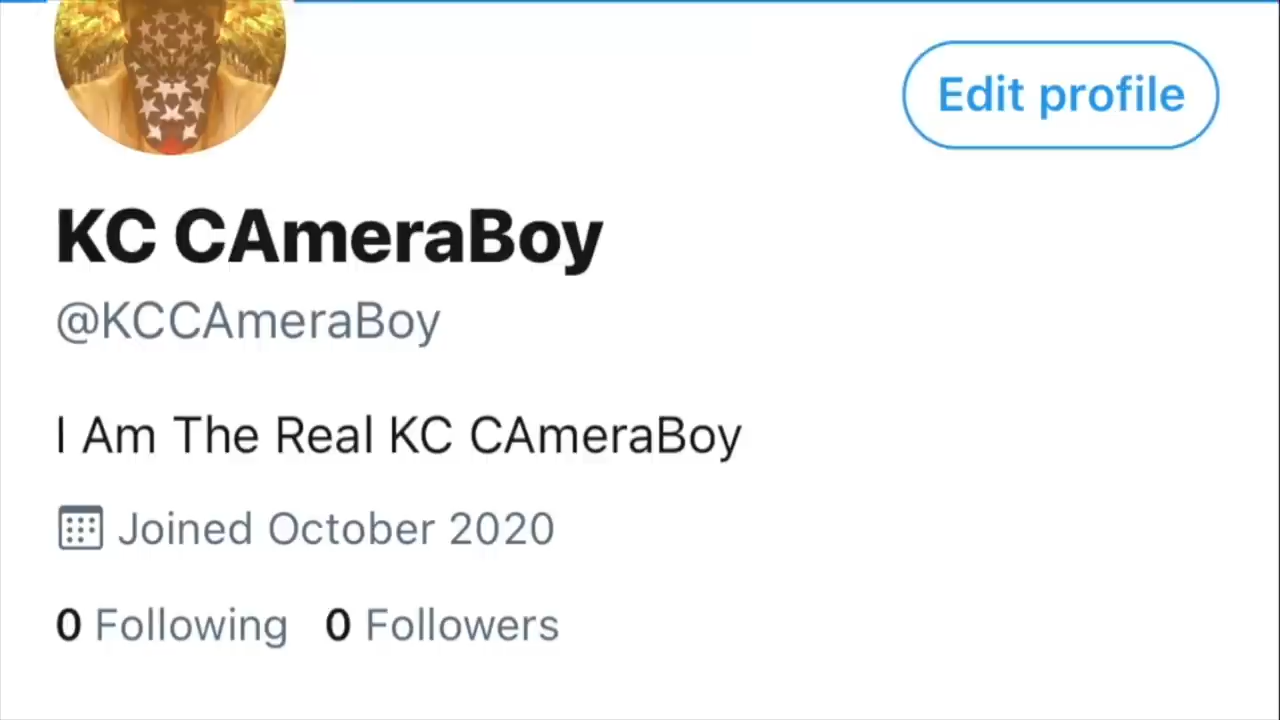 Edit profile
KC CAmeraBoy
@KCCAmeraBoy
I Am The Real KC CAmeraBoy
Joined October 2020
0 Following 0 Followers